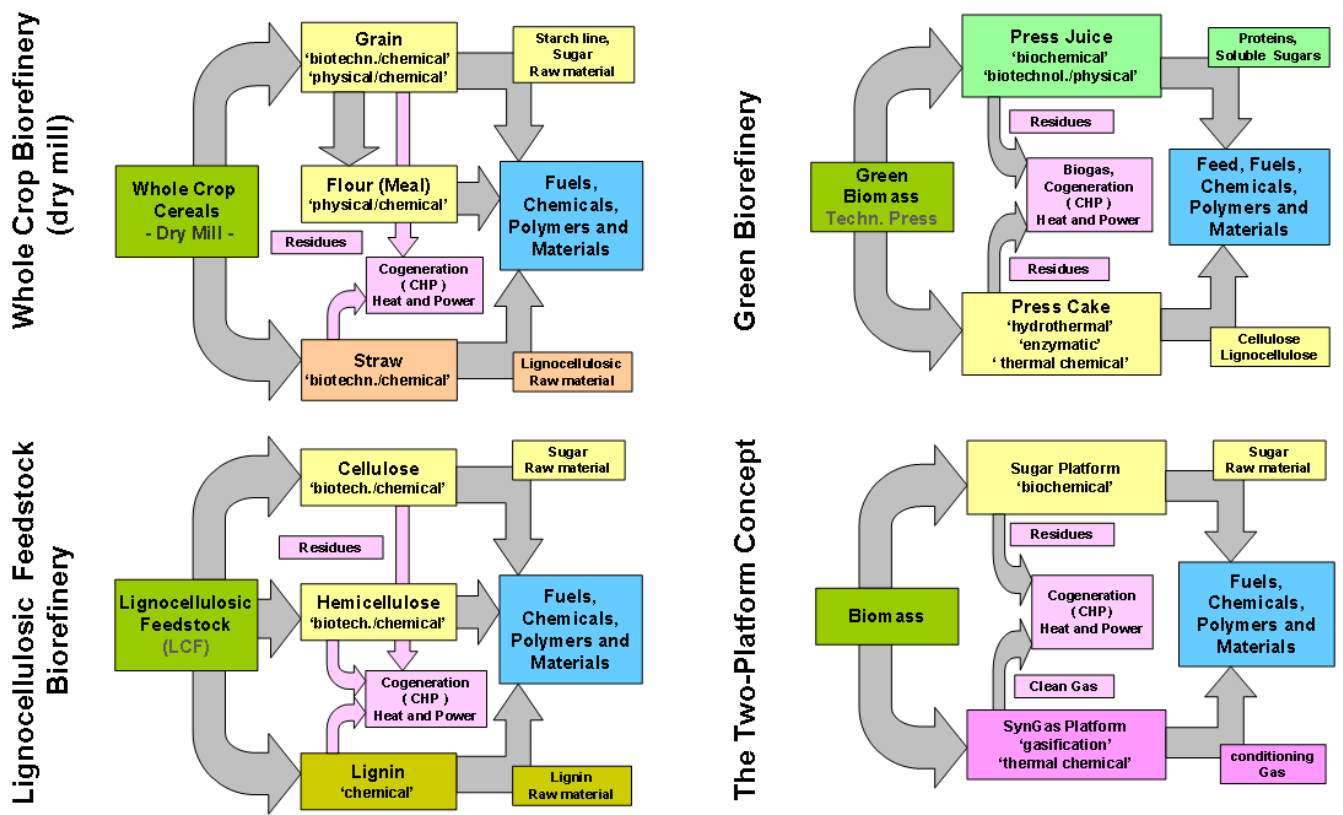 Whole Crop Biorefinery
(dry mill)
Grain
‘biotechn./chemical’
‘physical/chemical’
Starch line,
Sugar
Raw material
Whole Crop
Cereals
- Dry Mill -
Flour (Meal)
‘physical/chemical’
Fuels,
Chemicals,
Polymers and
Materials
Residues
Cogeneration
( CHP )
Heat and Power
Straw
‘biotechn./chemical’
Lignocellulosic
Raw material
Green Biorefinery
Press Juice
‘biochemical’
‘biotechnol./physical’
Proteins,
Soluble Sugars
Residues
Green
Biomass
Techn. Press
Biogas,
Cogeneration
( CHP )
Heat and Power
Feed, Fuels,
Chemicals,
Polymers and
Materials
Residues
Press Cake
‘hydrothermal’
‘enzymatic’
‘ thermal chemical’
Cellulose
Lignocellulose
Lignocellulosic Feedstock
Biorefinery
Cellulose
‘biotech./chemical’
Sugar
Raw material
Residues
Lignocellulosic
Feedstock
(LCF)
Hemicellulose
‘biotech./chemical’
Fuels,
Chemicals,
Polymers and
Materials
Cogeneration
( CHP )
Heat and Power
Lignin
‘chemical’
Lignin
Raw material
The Two-Platform Concept
Sugar Platform
‘biochemical’
Sugar
Raw material
Residues
Biomass
Cogeneration
(CHP)
Heat and Power
Fuels,
Chemicals,
Polymers and
Materials
Clean Gas
SynGas Platform
‘gasification’
‘thermal chemical’
conditioning
Gas